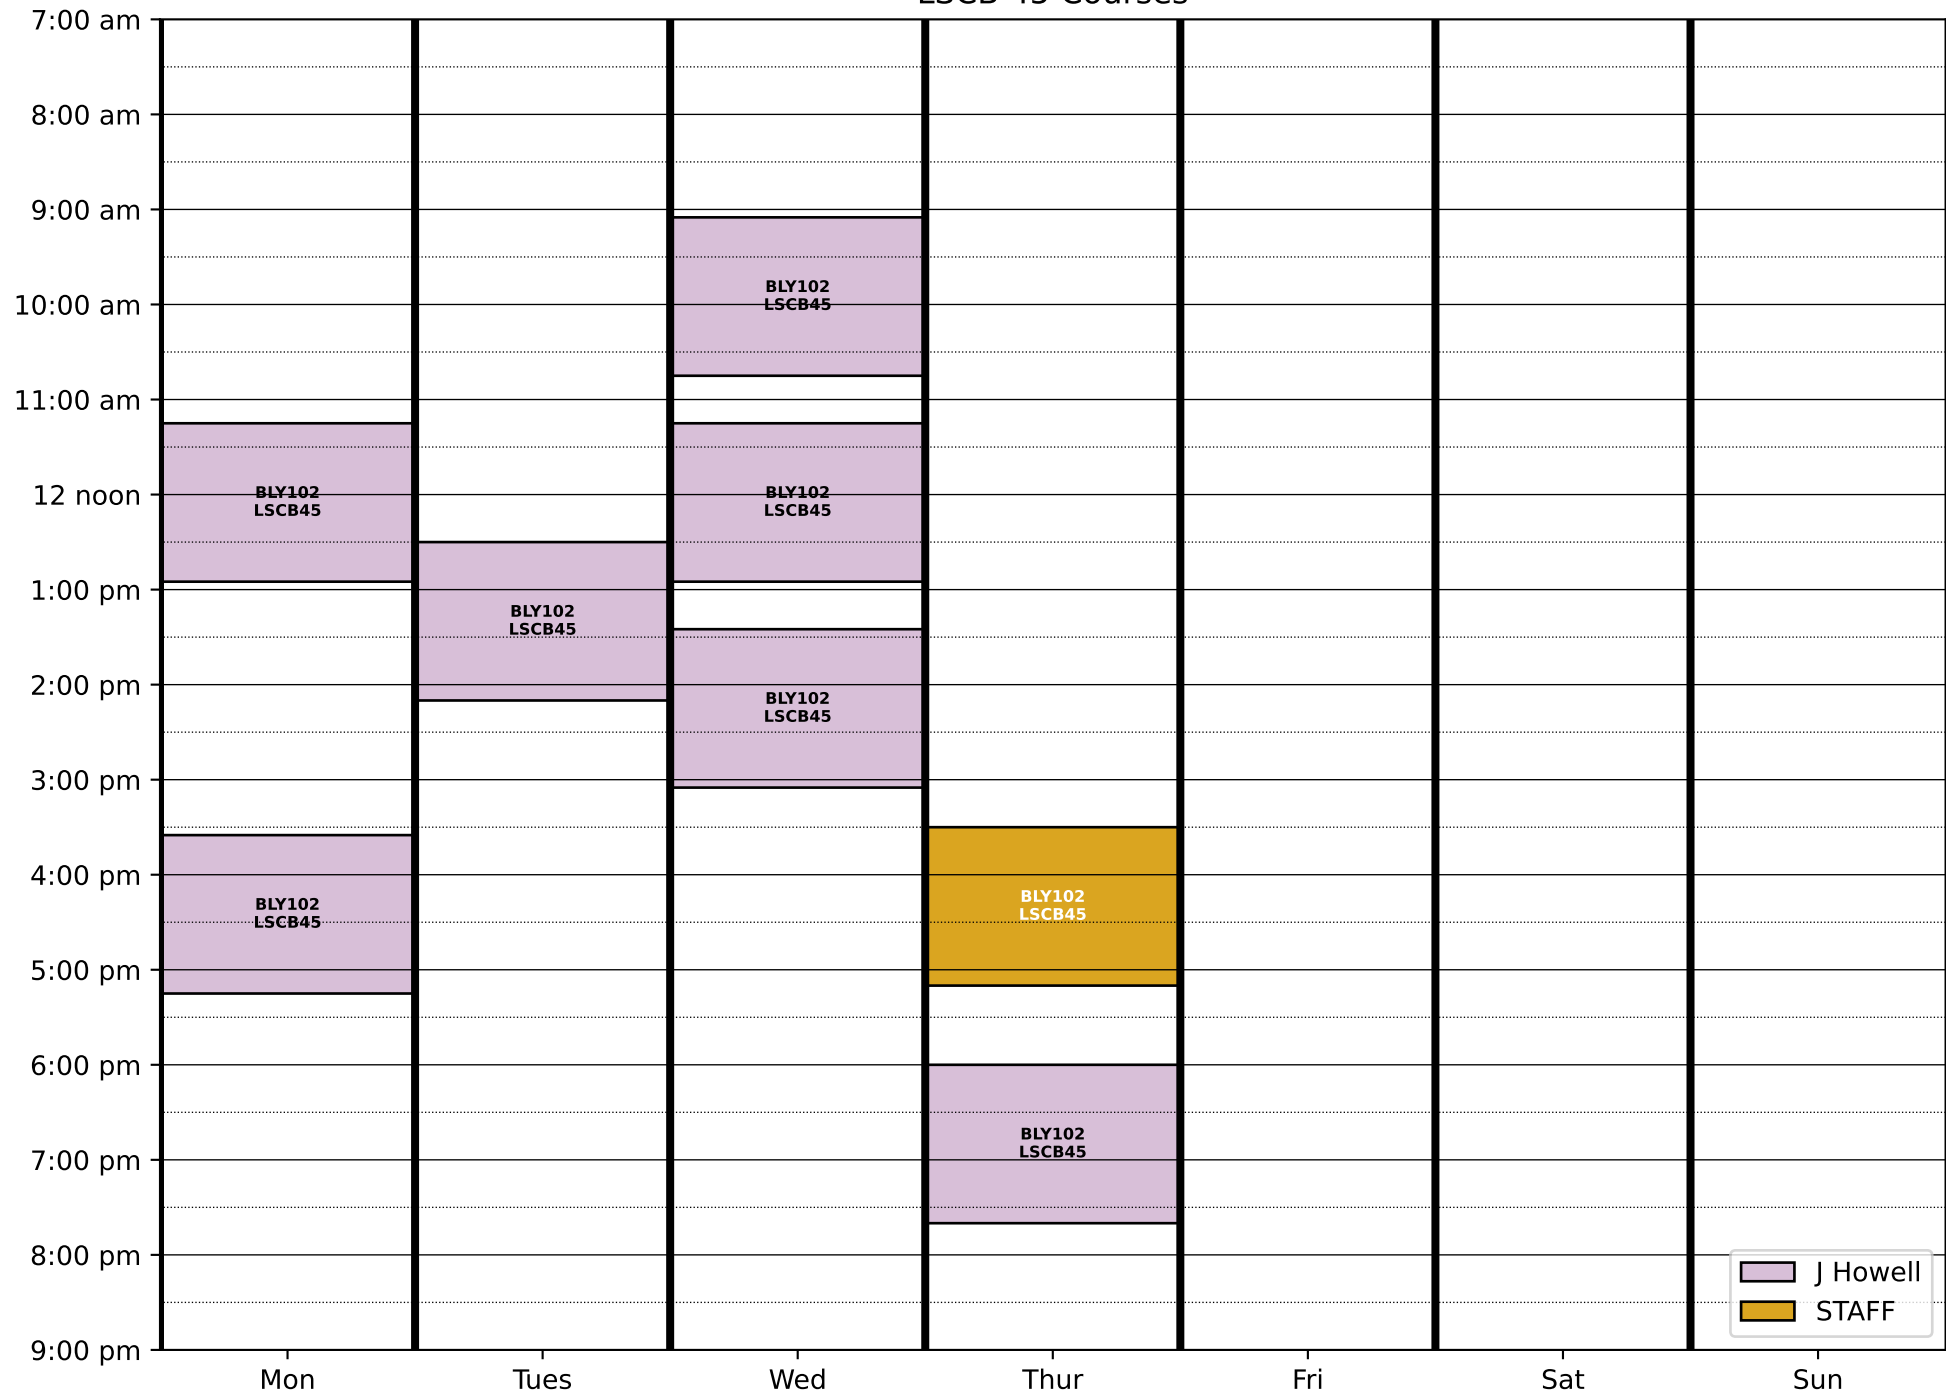 LSCB 45 Courses
7:00 am
8:00 am
9:00 am
10:00 am
11:00 am
12 noon
1:00 pm
2:00 pm
3:00 pm
4:00 pm
5:00 pm
6:00 pm
7:00 pm
8:00 pm
9:00 pm
BLY102
LSCB45
BLY102
LSCB45
BLY102
LSCB45
BLY102
LSCB45
BLY102
LSCB45
BLY102
LSCB45
BLY102
LSCB45
BLY102
LSCB45
J Howell
STAFF
Mon
Tues
Wed
Thur
Fri
Sat
Sun